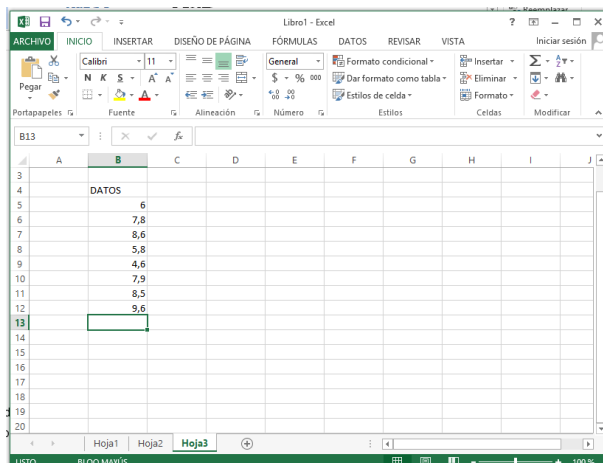 Reemplazar
Libro1 - Excel
ARCHIVO INICIO INSERTAR DISEÑO DE PÁGINA FÓRMULAS DATOS REVISAR VISTA Iniciar sesión
Calibri 11 General Formato condicional Insertar
Pegar N K S A A $ % 000 Dar formato como tabla Eliminar
A Estilos de celda Formato
Portapapeles Fuente Alineación Número Estilos Celdas Modificar
B13 fx
A B C D E F G H I J
3
4 DATOS
5 6
6 7,8
7 8,6
8 5,8
9 4,6
10 7,9
11 8,5
12 9,6
13
14
15
16
17
18
19
20
Hoja1 Hoja2 Hoja3
LISTO BLOQ MAYÚS 100 %